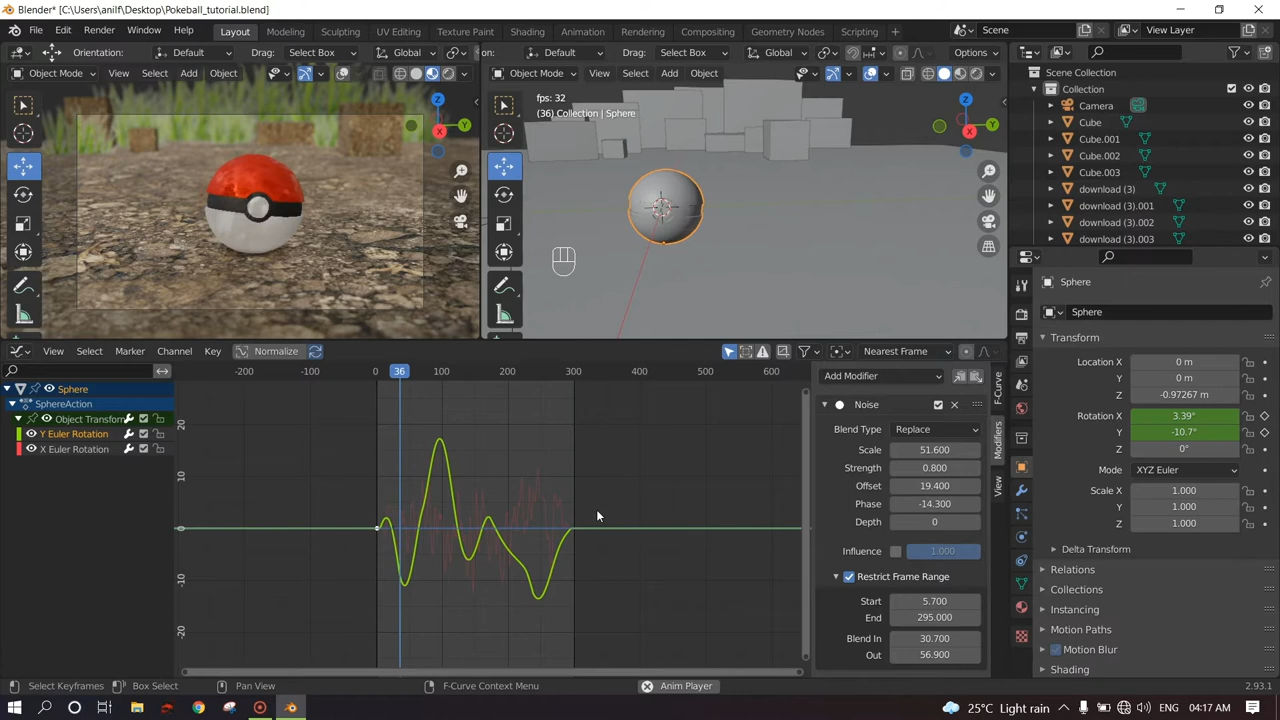 Blender* [C:\Users\anilf\Desktop\Pokeball_tutorial.blend]
File Edit Render Window Help Layout Modeling Sculpting UV Editing Texture Paint Shading Animation Rendering Compositing Geometry Nodes Scripting + Scene View Layer
Orientation: Default Drag: Select Box Global
on: Default Drag: Select Box Global Options
Object Mode View Select Add Object
Object Mode View Select Add Object
fps: 32
(36) Collection | Sphere
Z
Y
X
Z
Y
X
Scene Collection
Collection
Camera
Cube
Cube.001
Cube.002
Cube.003
download (3)
download (3).001
download (3).002
download (3).003
Sphere
Sphere
Transform
Location X 0 m
Y 0 m
Z -0.97267 m
Rotation X 3.39°
Y -10.7°
Z 0°
Mode XYZ Euler
Scale X 1.000
Y 1.000
Z 1.000
Delta Transform
Relations
Collections
Instancing
Motion Paths
Motion Blur
Shading
View Select Marker Channel Key Normalize Nearest Frame
-200 -100 0 36 100 200 300 400 500 600
Sphere
SphereAction
Object Transform
Y Euler Rotation
X Euler Rotation
20
10
0
-10
-20
Add Modifier
Noise
Blend Type Replace
Scale 51.600
Strength 0.800
Offset 19.400
Phase -14.300
Depth 0
Influence 1.000
Restrict Frame Range
Start 5.700
End 295.000
Blend In 30.700
Out 56.900
F-Curve
Modifiers
View
Select Keyframes Box Select Pan View F-Curve Context Menu Anim Player 2.93.1
25°C Light rain ENG 04:17 AM